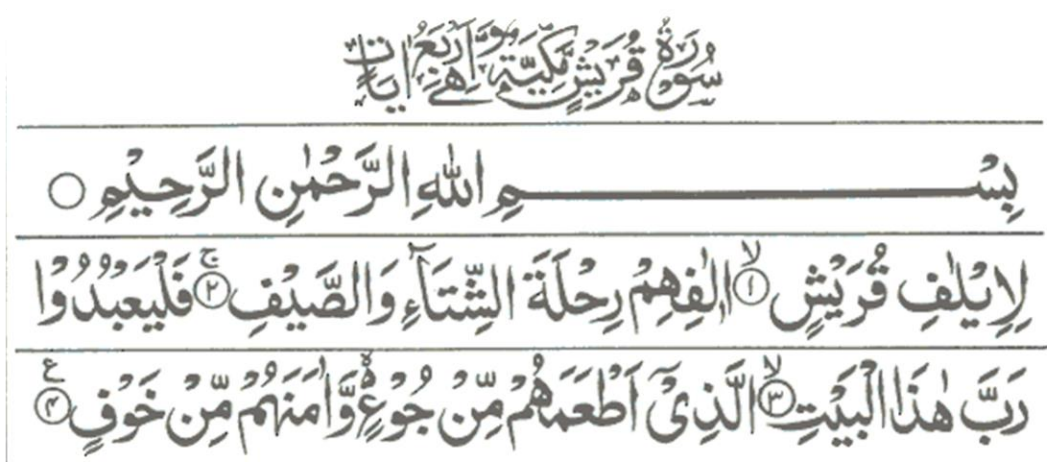 سُوْرَةُ قُرَيْشٍ مَّكِّيَّةٌ وَّهِيَ اَرْبَعُ اٰيَاتٍ
بِسْمِ اللّٰهِ الرَّحْمٰنِ الرَّحِيْمِ ○
لِاِيْلٰفِ قُرَيْشٍ ۙ‏﴿۱﴾ اٖلٰفِهِمْ رِحْلَةَ الشِّتَآءِ وَالصَّيْفِ ۚ‏﴿۲﴾ فَلْيَعْبُدُوْا
رَبَّ هٰذَا الْبَيْتِ ۙ‏﴿۳﴾ الَّذِيْٓ اَطْعَمَهُمْ مِّنْ جُوْعٍ ۙ وَّاٰمَنَهُمْ مِّنْ خَوْفٍ ﴿۴﴾ ع